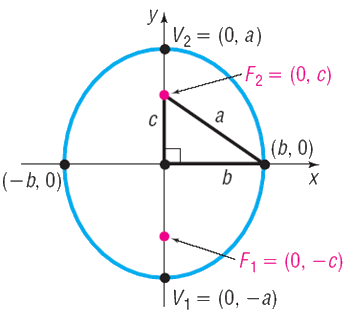 y
V₂ = (0, a)
F₂ = (0, c)
c
a
(b, 0)
(−b, 0)
b
x
F₁ = (0, −c)
V₁ = (0, −a)